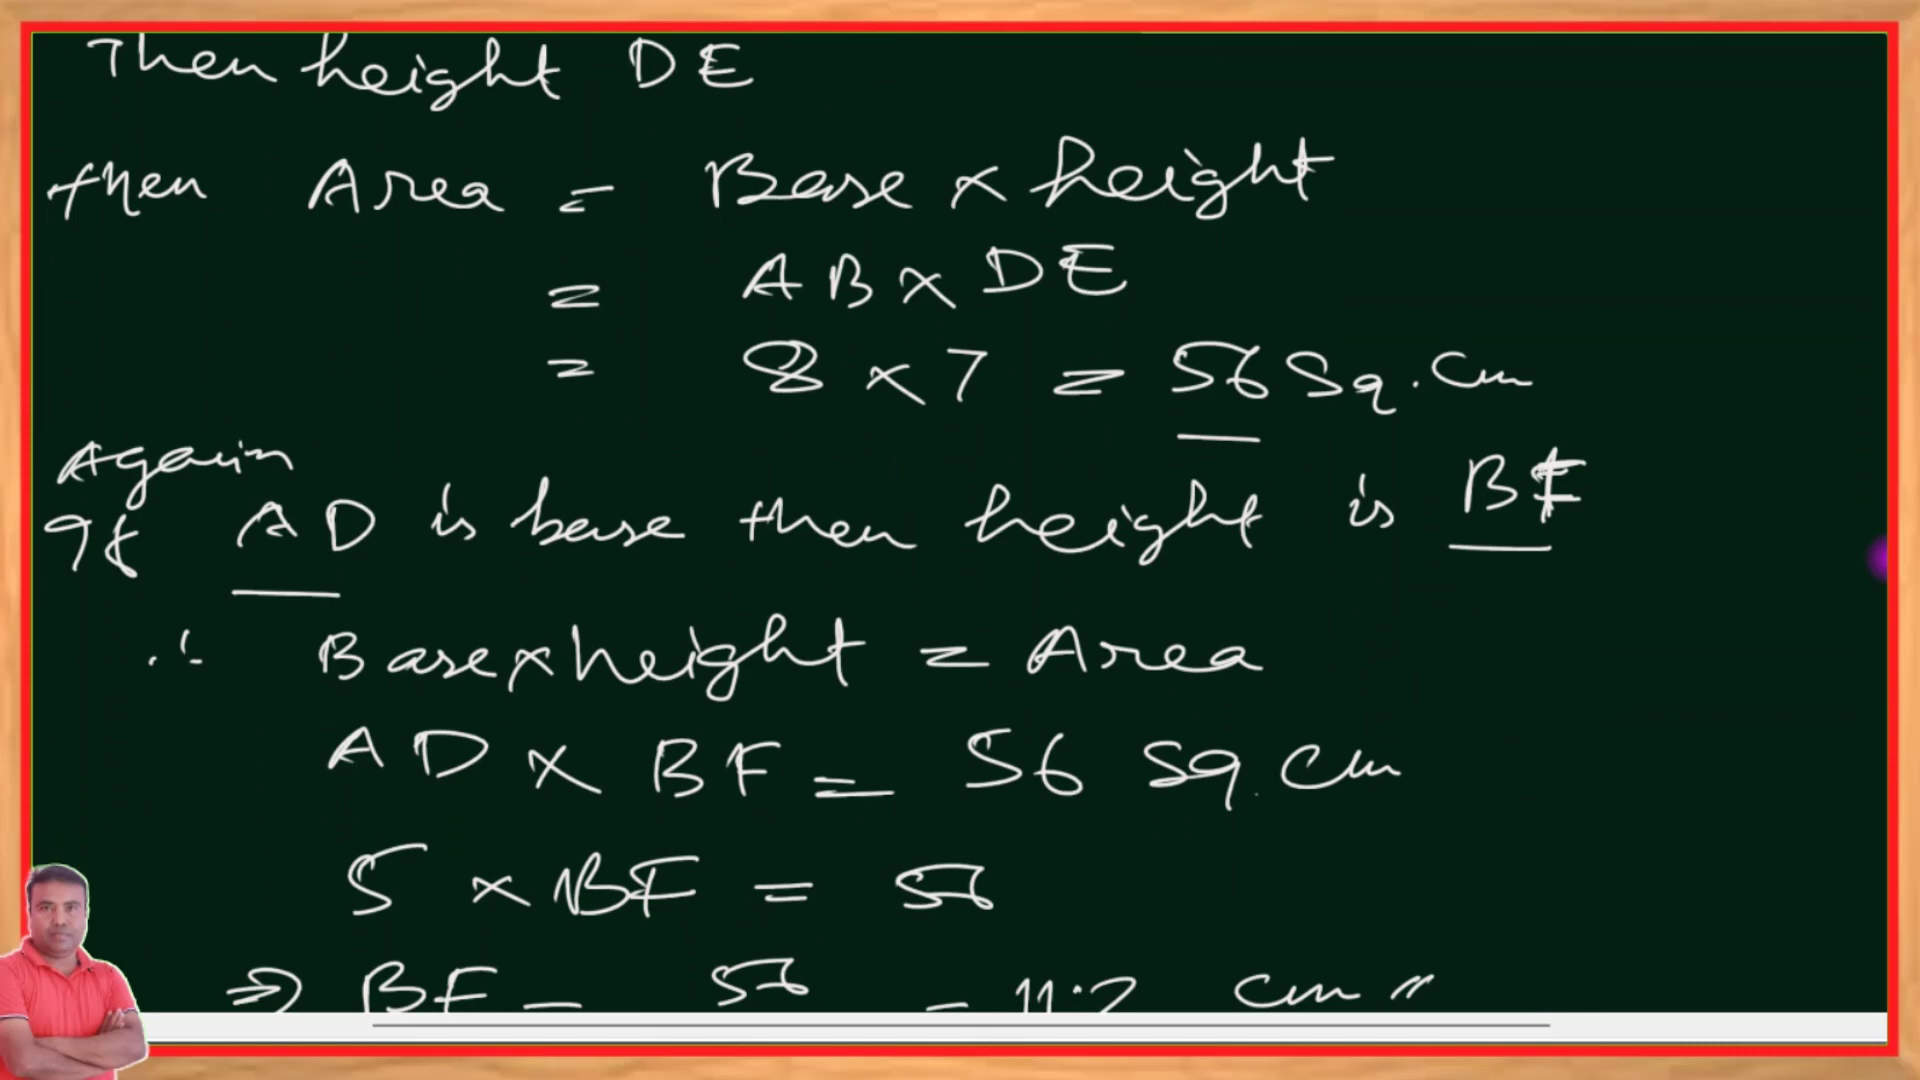 Then height DE
then Area = Base x height
= AB x DE
= 8 x 7 = 56 Sq. Cm
Again
If AD is base then height is BF
∴ Base x height = Area
AD x BF = 56 Sq. Cm
5 x BF = 56
⇒ BF = 56 = 11.2 Cm "